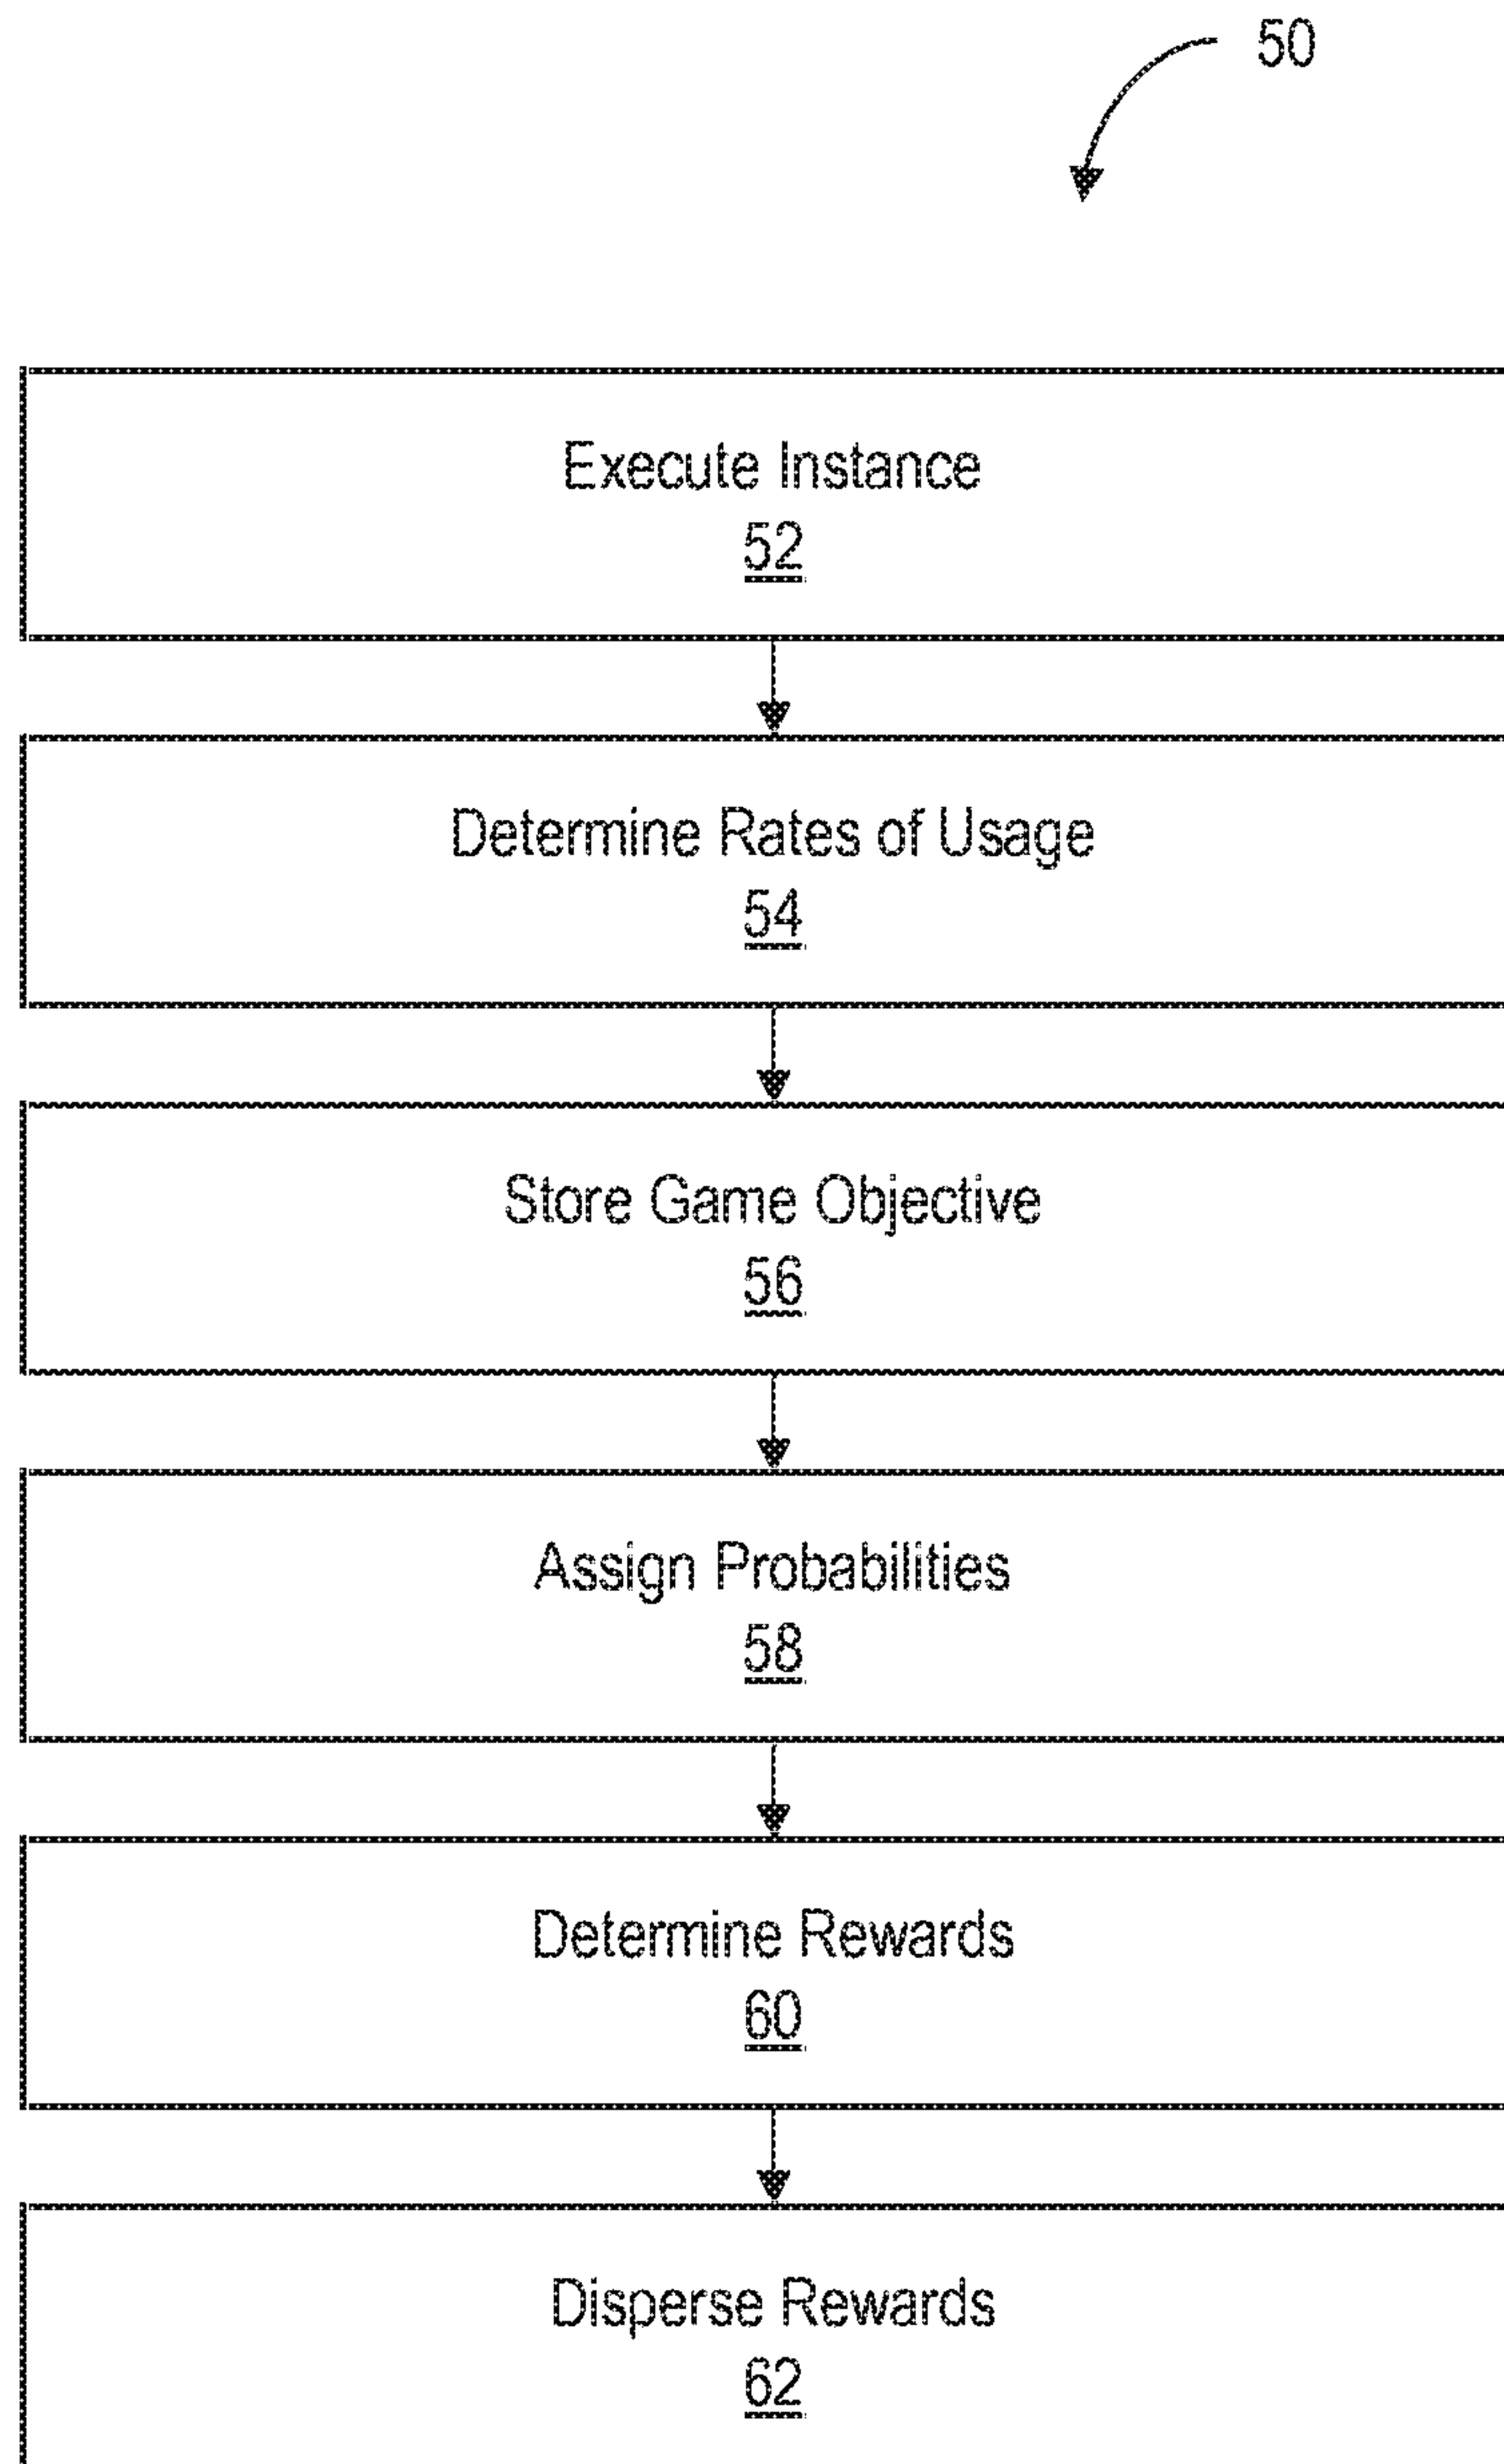 50
Execute Instance
52
Determine Rates of Usage
54
Store Game Objective
56
Assign Probabilities
58
Determine Rewards
60
Disperse Rewards
62